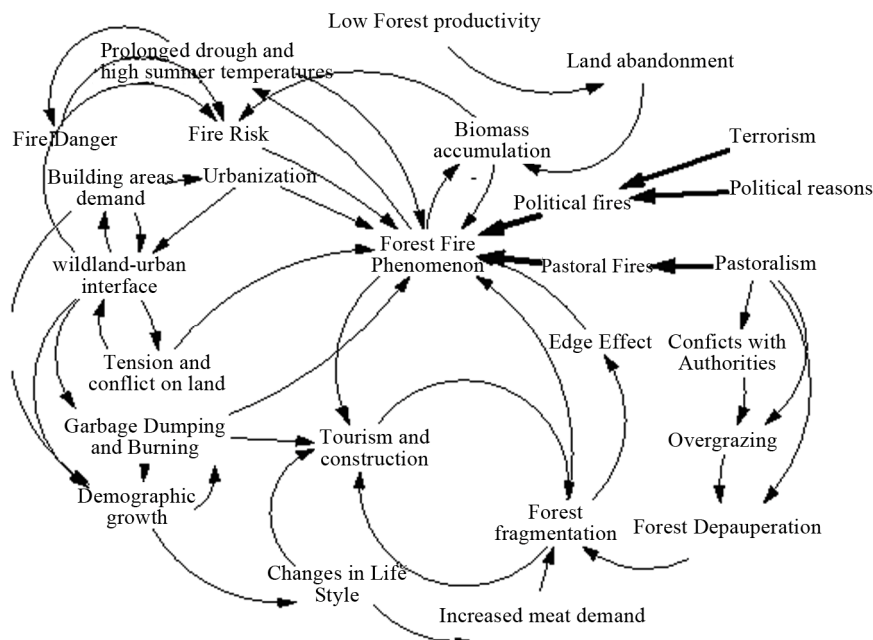 Low Forest productivity
Prolonged drough and
high summer temperatures
Land abandonment
Fire Danger
Fire Risk
Biomass
accumulation
Terrorism
Building areas
demand
Urbanization
Political fires
Political reasons
Forest Fire
Phenomenon
wildland-urban
interface
Pastoral Fires
Pastoralism
Tension and
conflict on land
Edge Effect
Conficts with
Authorities
Garbage Dumping
and Burning
Tourism and
construction
Overgrazing
Demographic
growth
Forest
fragmentation
Forest Depauperation
Changes in Life
Style
Increased meat demand